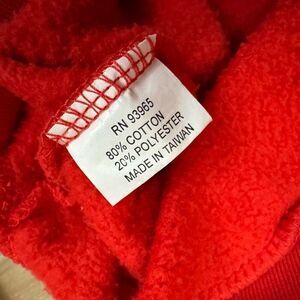 RN 93965
80% COTTON
20% POLYESTER
MADE IN TAIWAN